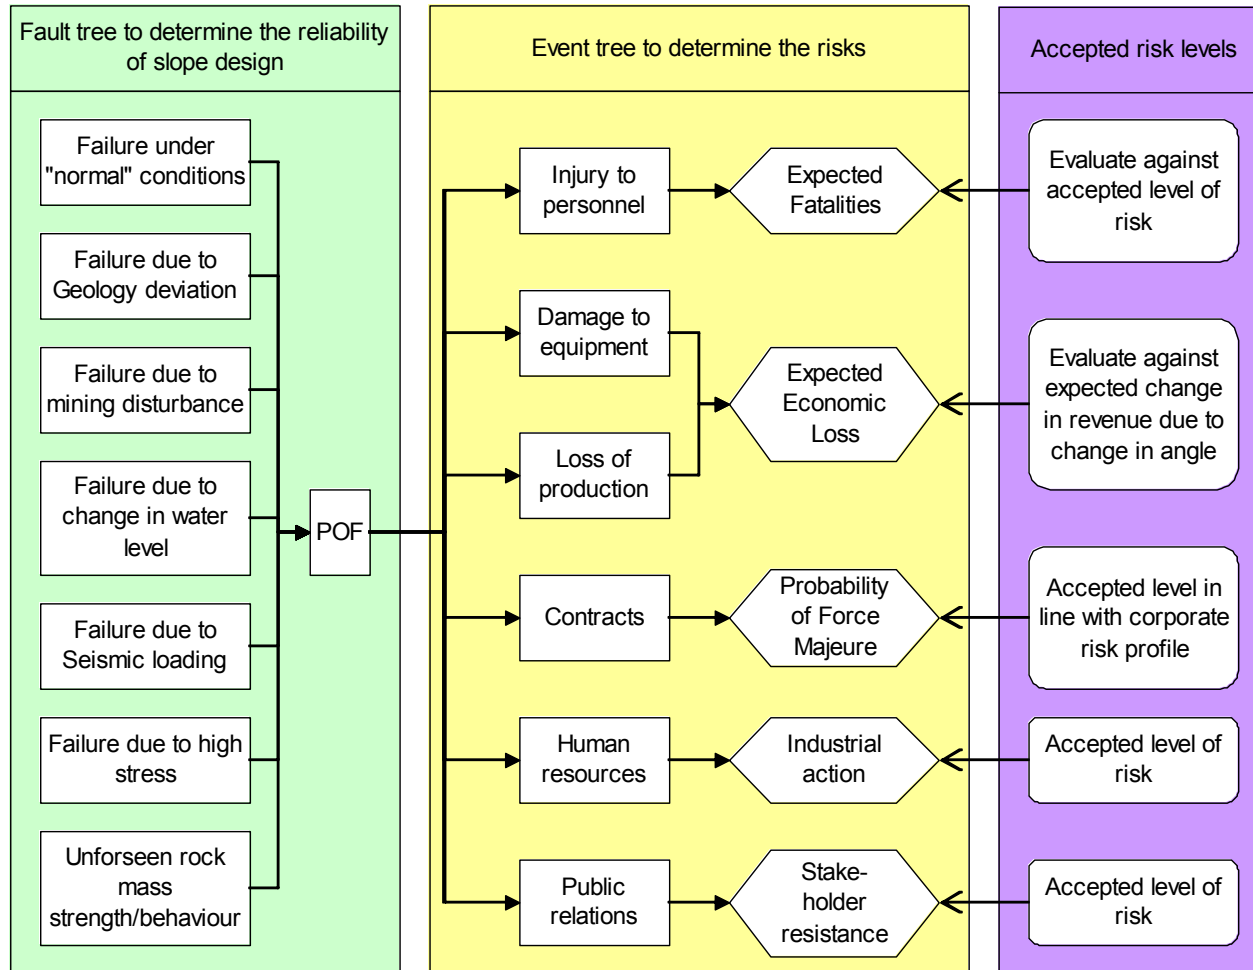 Fault tree to determine the reliability
of slope design
Failure under
"normal" conditions
Failure due to
Geology deviation
Failure due to
mining disturbance
Failure due to
change in water
level
Failure due to
Seismic loading
Failure due to high
stress
Unforseen rock
mass
strength/behaviour
POF
Event tree to determine the risks
Injury to
personnel
Expected
Fatalities
Damage to
equipment
Loss of
production
Expected
Economic
Loss
Contracts
Probability
of Force
Majeure
Human
resources
Industrial
action
Public
relations
Stake-
holder
resistance
Accepted risk levels
Evaluate against
accepted level of
risk
Evaluate against
expected change
in revenue due to
change in angle
Accepted level in
line with corporate
risk profile
Accepted level of
risk
Accepted level of
risk